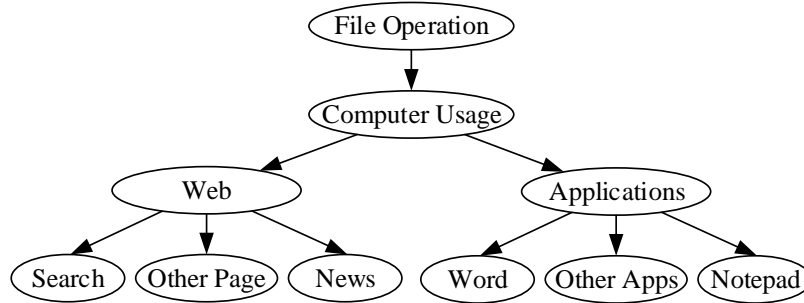 File Operation
Computer Usage
Web
Applications
Search
Other Page
News
Word
Other Apps
Notepad